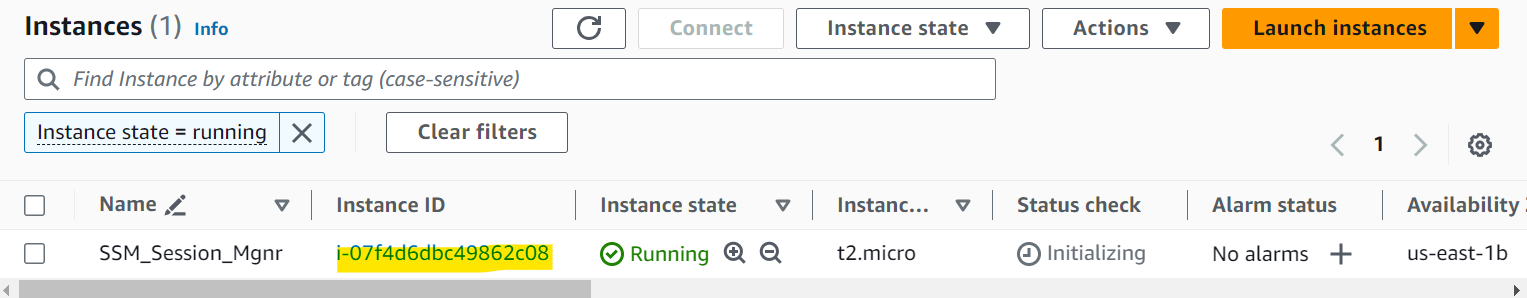 Instances (1) Info
Connect
Instance state
Actions
Launch instances
Find Instance by attribute or tag (case-sensitive)
Instance state = running
Clear filters
1
Name Instance ID Instance state Instanc... Status check Alarm status Availability
SSM_Session_Mgnr i-07f4d6dbc49862c08 Running t2.micro Initializing No alarms + us-east-1b